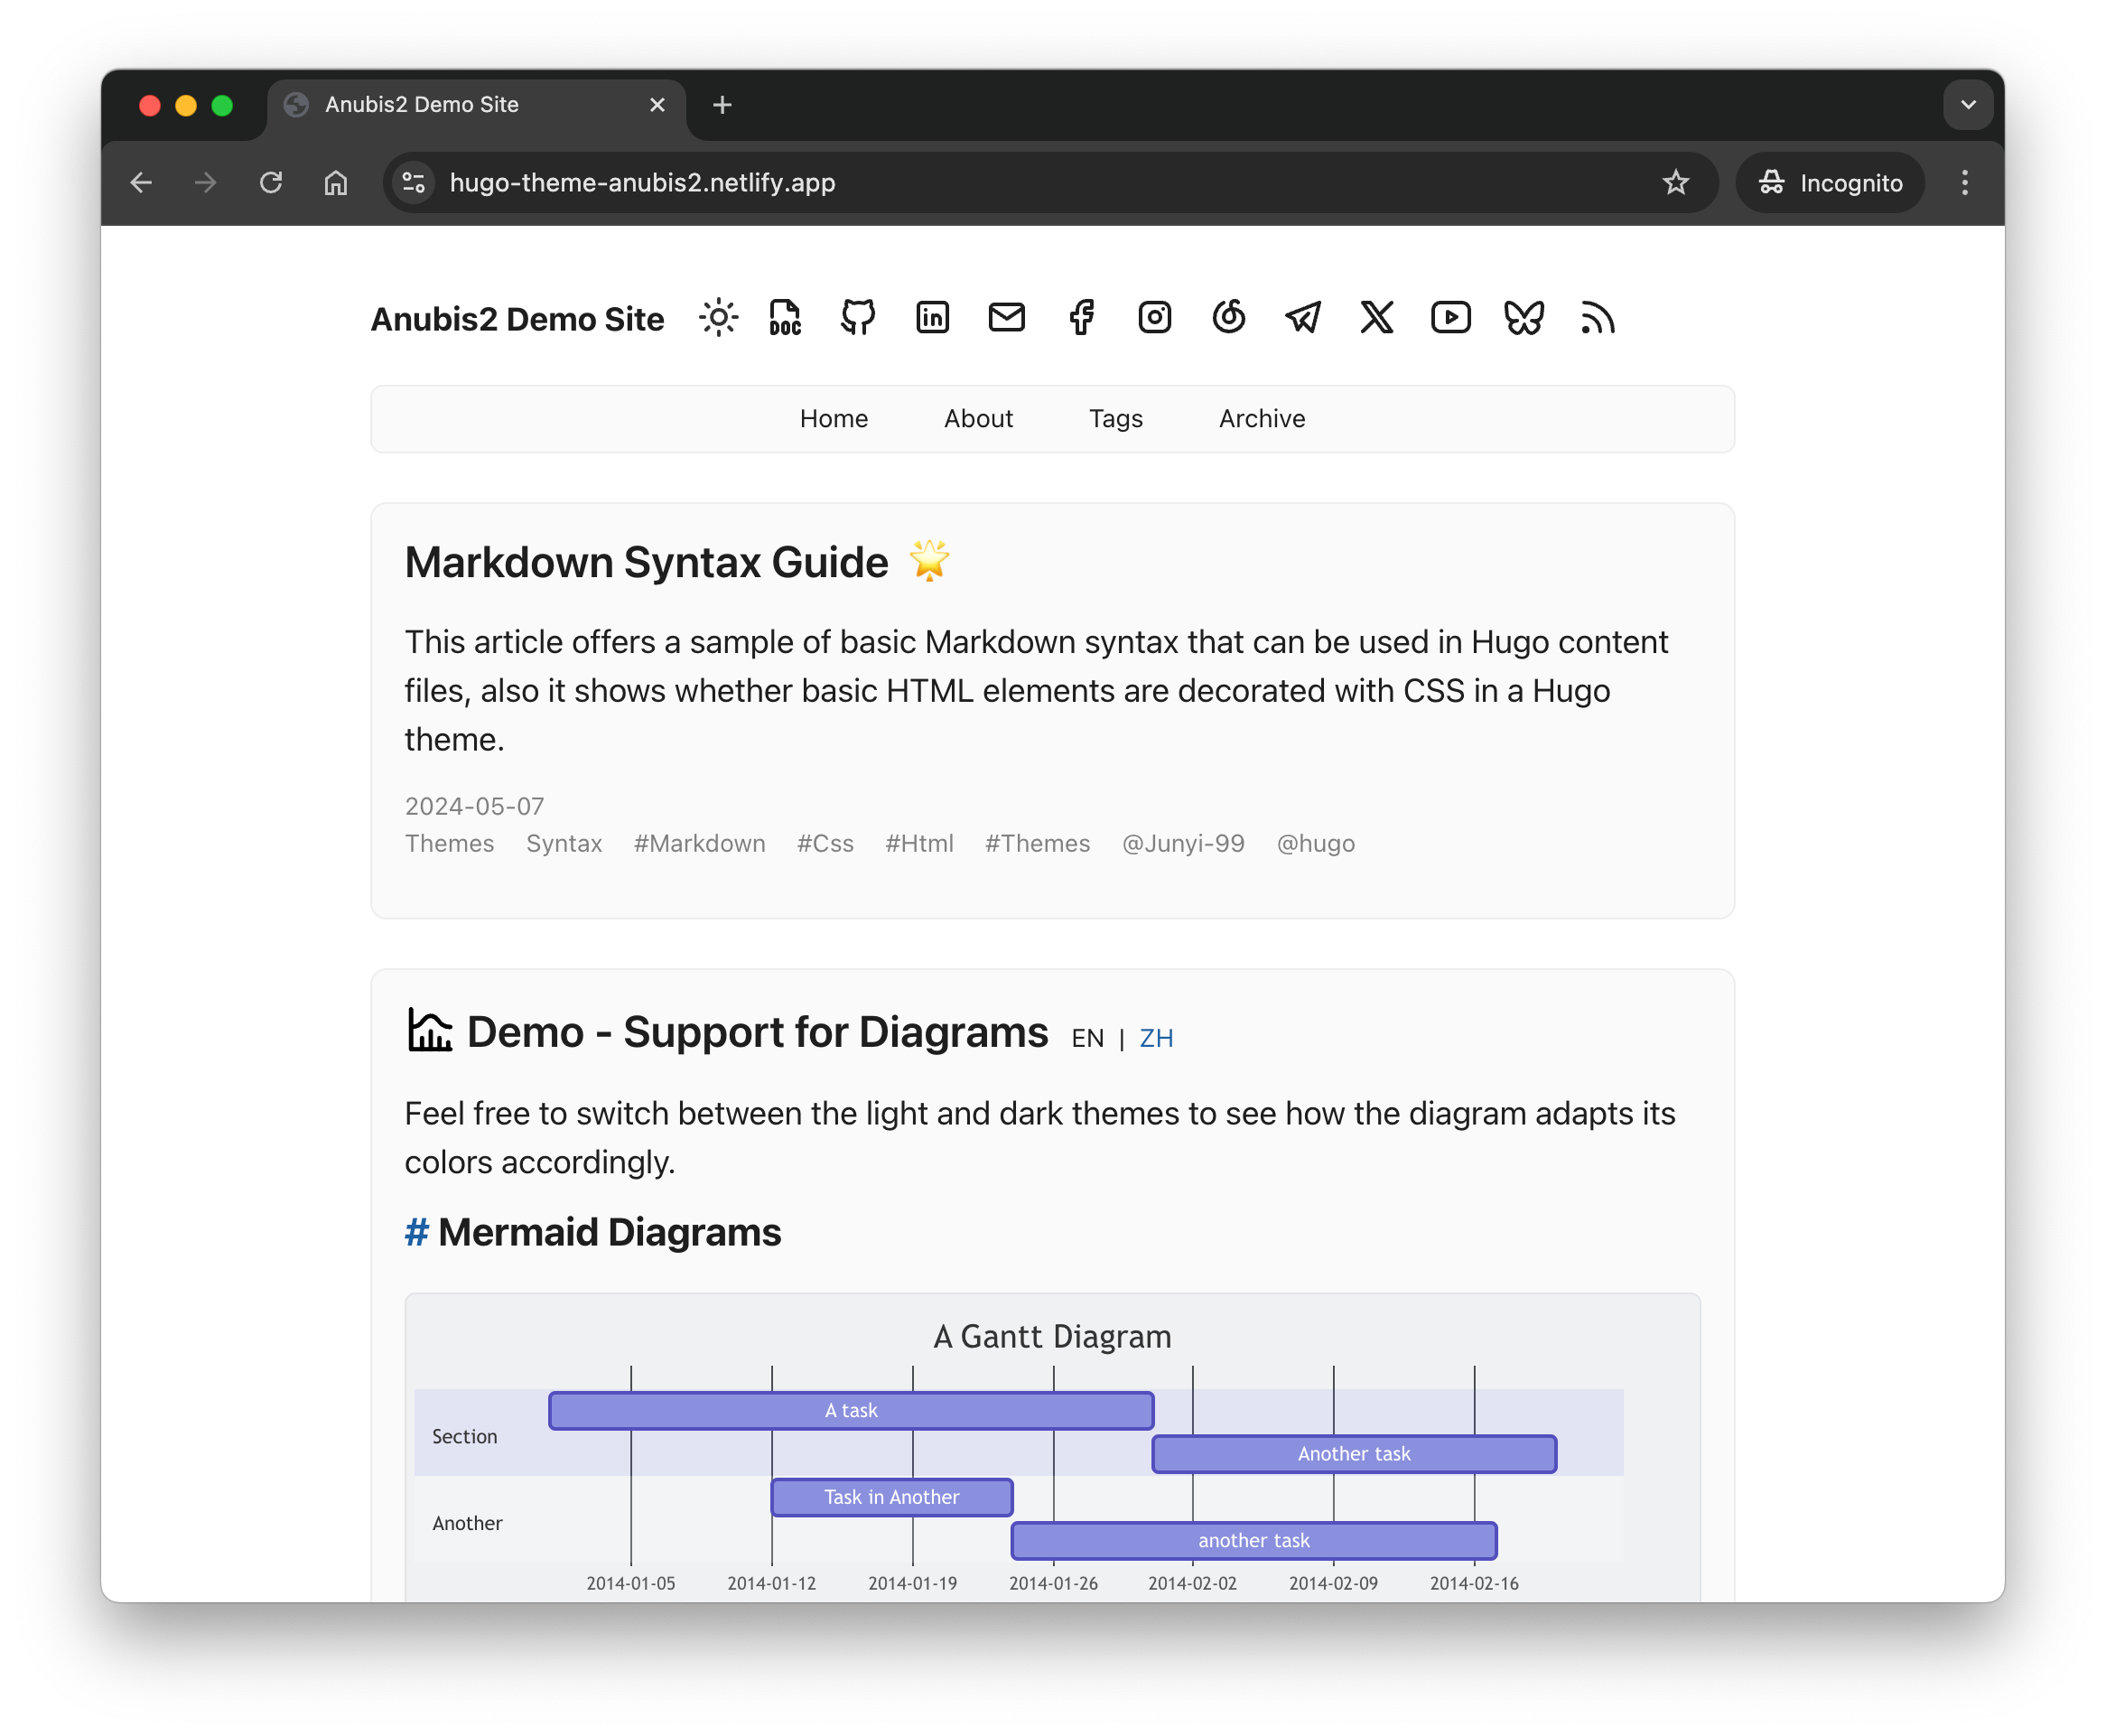 Anubis2 Demo Site
hugo-theme-anubis2.netlify.app
Incognito
Anubis2 Demo Site
DOC
in
Home About Tags Archive
Markdown Syntax Guide
This article offers a sample of basic Markdown syntax that can be used in Hugo content
files, also it shows whether basic HTML elements are decorated with CSS in a Hugo
theme.
2024-05-07
Themes Syntax #Markdown #Css #Html #Themes @Junyi-99 @hugo
Demo - Support for Diagrams EN | ZH
Feel free to switch between the light and dark themes to see how the diagram adapts its
colors accordingly.
# Mermaid Diagrams
A Gantt Diagram
A task
Section
Another task
Task in Another
Another
another task
2014-01-05 2014-01-12 2014-01-19 2014-01-26 2014-02-02 2014-02-09 2014-02-16